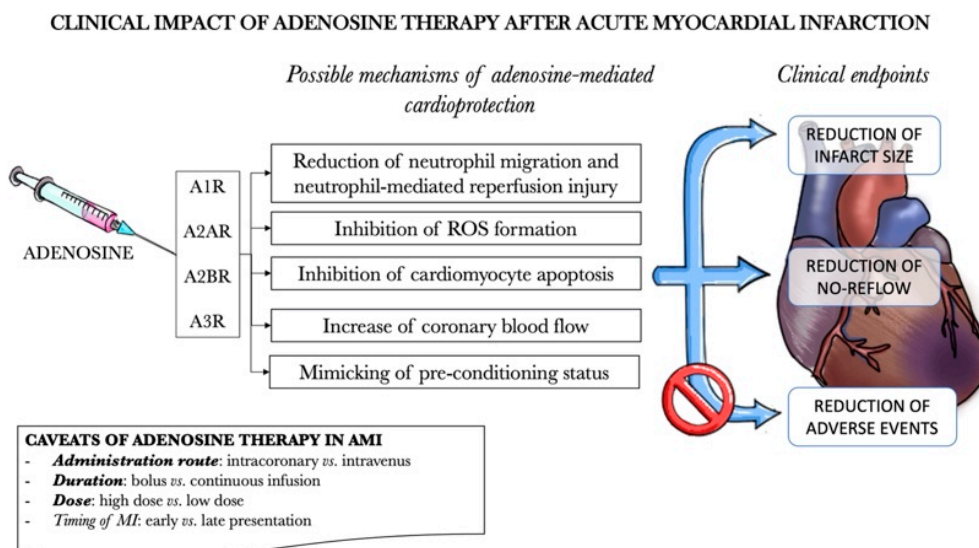 CLINICAL IMPACT OF ADENOSINE THERAPY AFTER ACUTE MYOCARDIAL INFARCTION
Possible mechanisms of adenosine-mediated
cardioprotection
Clinical endpoints
ADENOSINE
A1R
A2AR
A2BR
A3R
Reduction of neutrophil migration and
neutrophil-mediated reperfusion injury
Inhibition of ROS formation
Inhibition of cardiomyocyte apoptosis
Increase of coronary blood flow
Mimicking of pre-conditioning status
REDUCTION OF
INFARCT SIZE
REDUCTION OF
NO-REFLOW
REDUCTION OF
ADVERSE EVENTS
CAVEATS OF ADENOSINE THERAPY IN AMI
- Administration route: intracoronary vs. intravenus
- Duration: bolus vs. continuous infusion
- Dose: high dose vs. low dose
- Timing of MI: early vs. late presentation